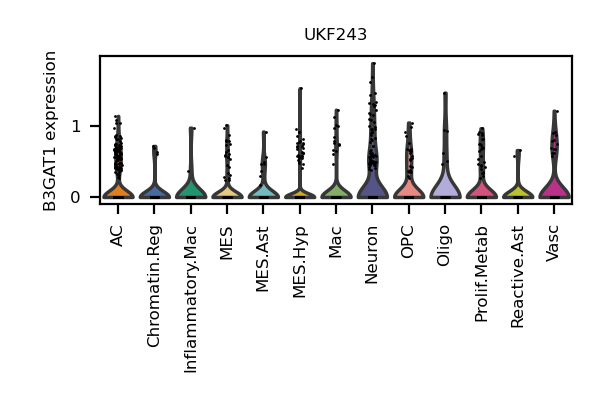 UKF243
B3GAT1 expression
1
0
AC
Chromatin.Reg
Inflammatory.Mac
MES
MES.Ast
MES.Hyp
Mac
Neuron
OPC
Oligo
Prolif.Metab
Reactive.Ast
Vasc